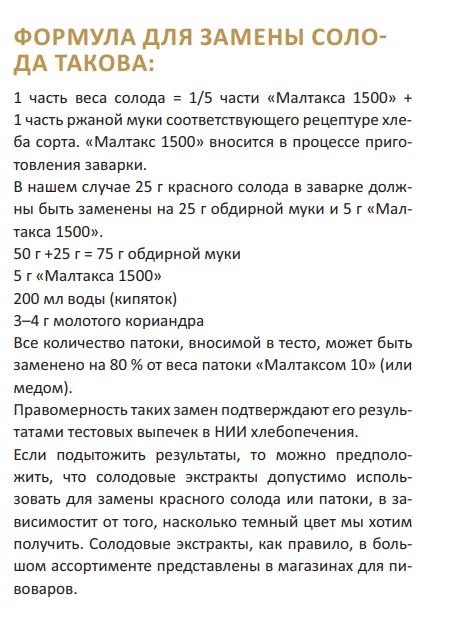 ФОРМУЛА ДЛЯ ЗАМЕНЫ СОЛО-
ДА ТАКОВА:
1 часть веса солода = 1/5 части «Малтакса 1500» +
1 часть ржаной муки соответствующего рецептуре хле-
ба сорта. «Малтакс 1500» вносится в процессе приго-
товления заварки.
В нашем случае 25 г красного солода в заварке долж-
ны быть заменены на 25 г обдирной муки и 5 г «Мал-
такса 1500».
50 г +25 г = 75 г обдирной муки
5 г «Малтакса 1500»
200 мл воды (кипяток)
3–4 г молотого кориандра
Все количество патоки, вносимой в тесто, может быть
заменено на 80 % от веса патоки «Малтаксом 10» (или
медом).
Правомерность таких замен подтверждают его резуль-
татами тестовых выпечек в НИИ хлебопечения.
Если подытожить результаты, то можно предполо-
жить, что солодовые экстракты допустимо исполь-
зовать для замены красного солода или патоки, в за-
висимостит от того, насколько темный цвет мы хотим
получить. Солодовые экстракты, как правило, в боль-
шом ассортименте представлены в магазинах для пи-
воваров.